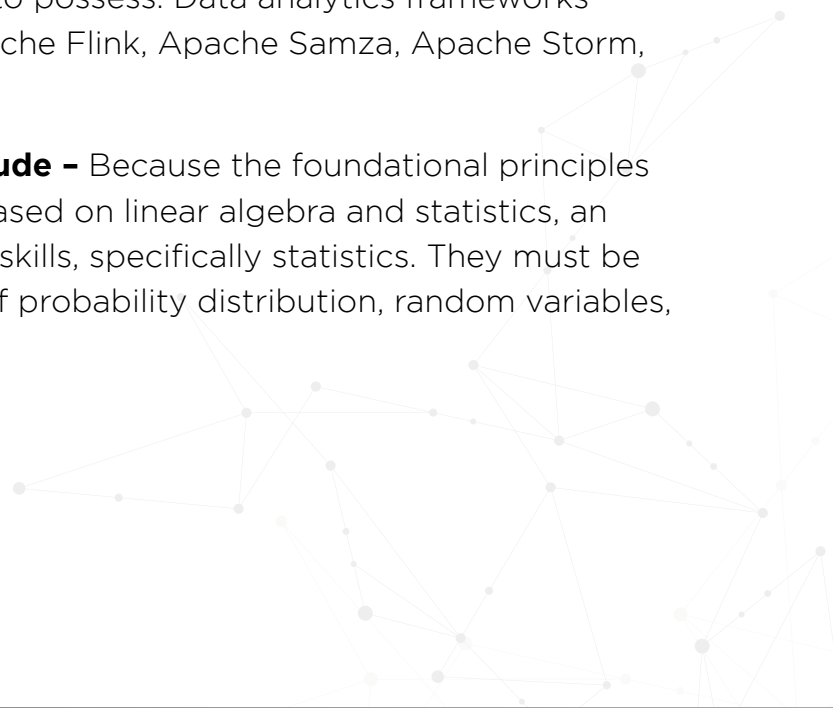 to possess. Data analytics frameworks
che Flink, Apache Samza, Apache Storm,
ude – Because the foundational principles
ased on linear algebra and statistics, an
skills, specifically statistics. They must be
f probability distribution, random variables,